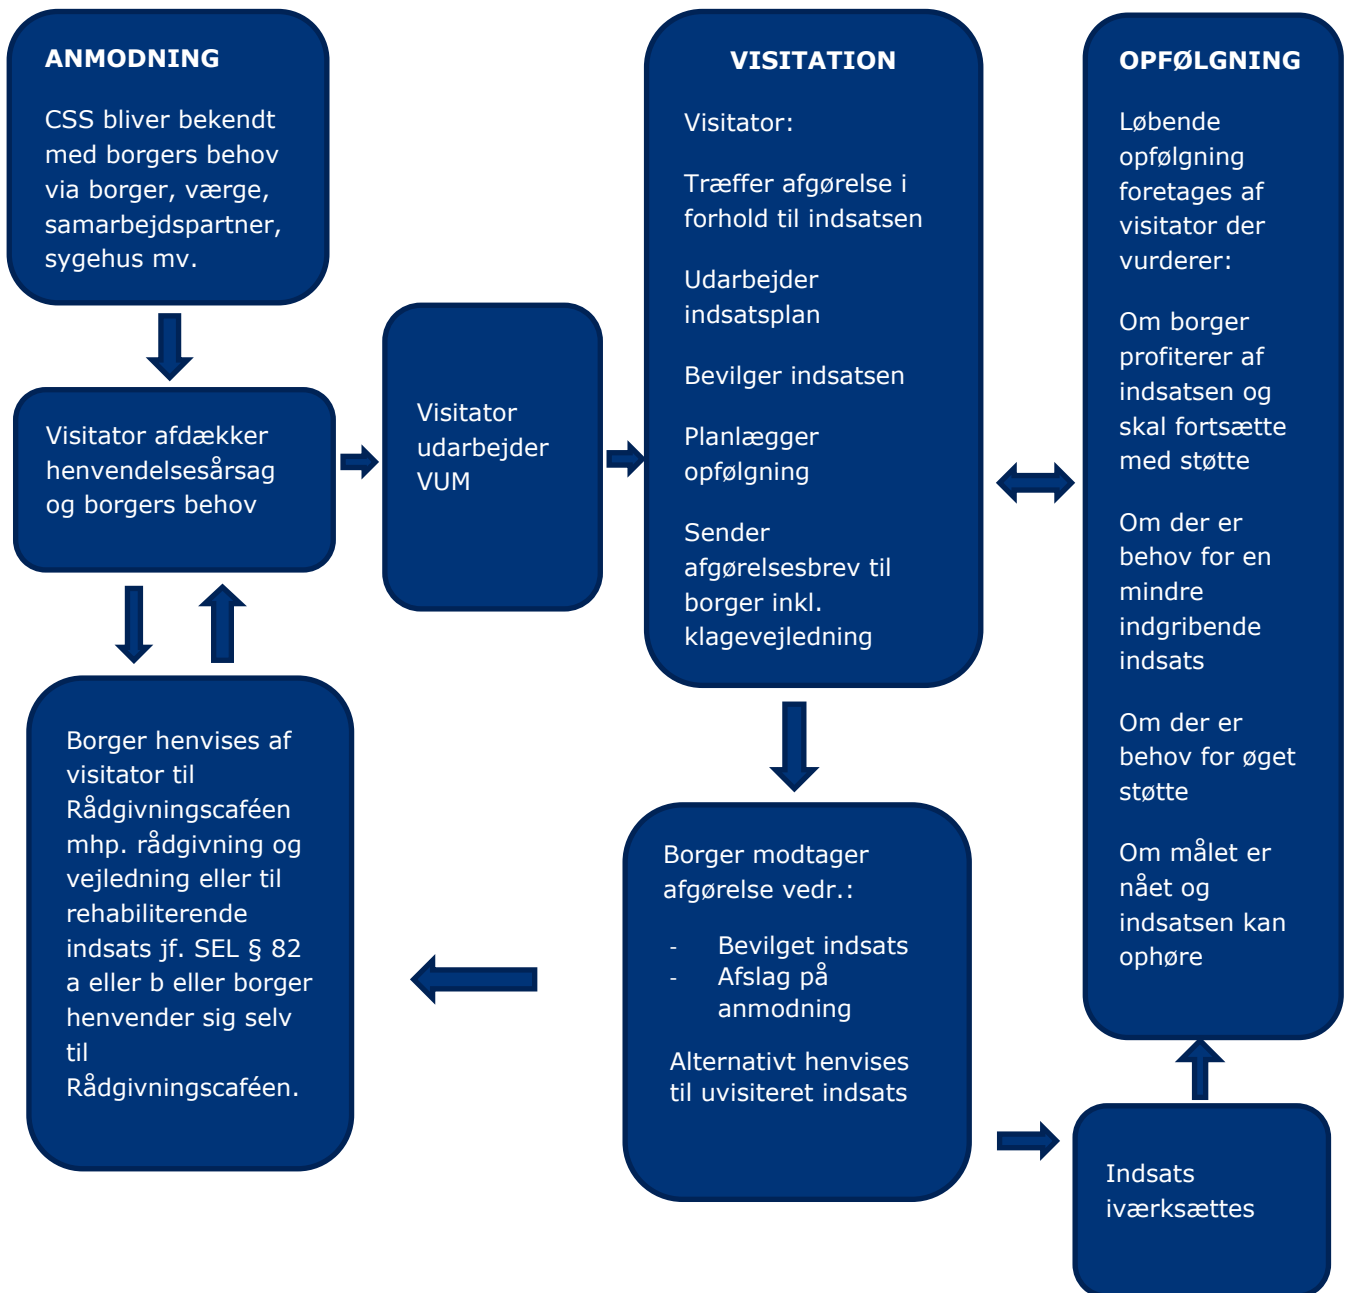 ANMODNING
CSS bliver bekendt
med borgers behov
via borger, værge,
samarbejdspartner,
sygehus mv.
Visitator afdækker
henvendelsesårsag
og borgers behov
Borger henvises af
visitator til
Rådgivningscaféen
mhp. rådgivning og
vejledning eller til
rehabiliterende
indsats jf. SEL § 82
a eller b eller borger
henvender sig selv
til
Rådgivningscaféen.
Visitator
udarbejder
VUM
VISITATION
Visitator:
Træffer afgørelse i
forhold til indsatsen
Udarbejder
indsatsplan
Bevilger indsatsen
Planlægger
opfølgning
Sender
afgørelsesbrev til
borger inkl.
klagevejledning
Borger modtager
afgørelse vedr.:
- Bevilget indsats
- Afslag på
anmodning
Alternativt henvises
til uvisiteret indsats
Indsats
iværksættes
OPFØLGNING
Løbende
opfølgning
foretages af
visitator der
vurderer:
Om borger
profiterer af
indsatsen og
skal fortsætte
med støtte
Om der er
behov for en
mindre
indgribende
indsats
Om der er
behov for øget
støtte
Om målet er
nået og
indsatsen kan
ophøre